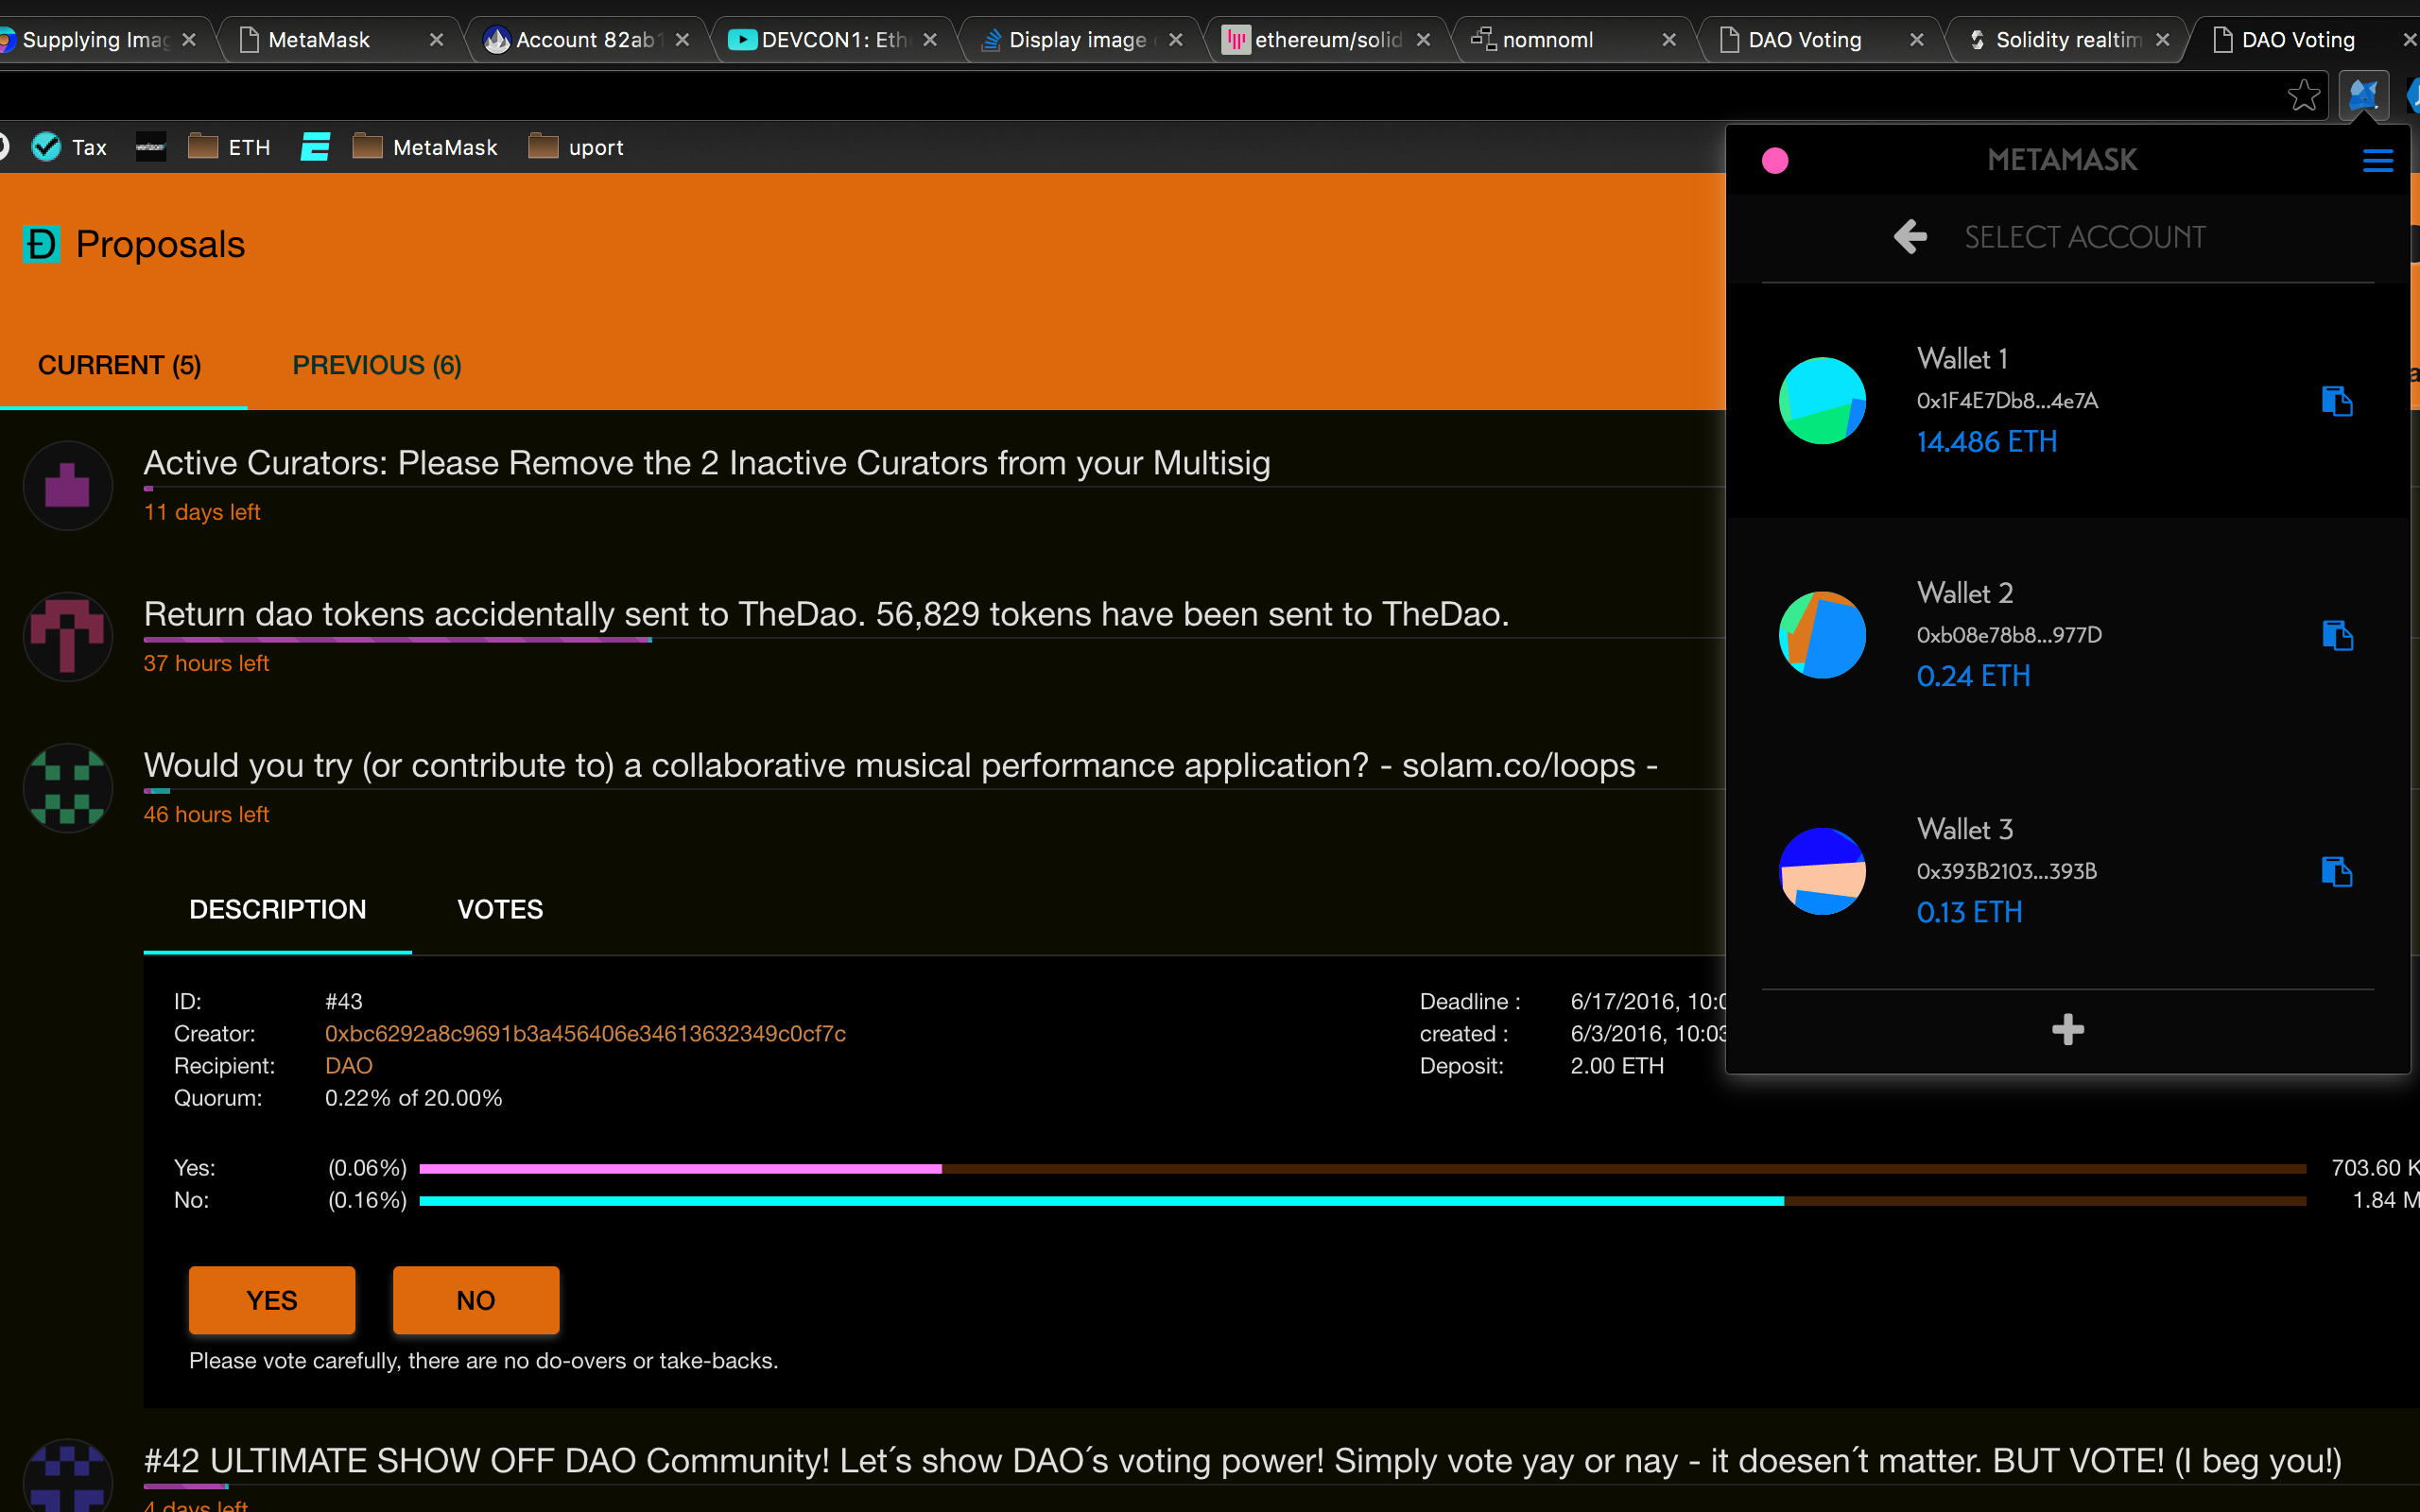 Supplying Imag
MetaMask
Account 82ab1
DEVCON1: Eth
Display image
ethereum/solid
nomnoml
DAO Voting
Solidity realtim
DAO Voting
Tax
verizon
ETH
MetaMask
uport
METAMASK
SELECT ACCOUNT
Wallet 1
0x1F4E7Db8...4e7A
14.486 ETH
Wallet 2
0xb08e78b8...977D
0.24 ETH
Wallet 3
0x393B2103...393B
0.13 ETH
Đ Proposals
CURRENT (5)
PREVIOUS (6)
Active Curators: Please Remove the 2 Inactive Curators from your Multisig
11 days left
Return dao tokens accidentally sent to TheDao. 56,829 tokens have been sent to TheDao.
37 hours left
Would you try (or contribute to) a collaborative musical performance application? - solam.co/loops -
46 hours left
DESCRIPTION
VOTES
ID: #43
Creator: 0xbc6292a8c9691b3a456406e34613632349c0cf7c
Recipient: DAO
Quorum: 0.22% of 20.00%
Deadline : 6/17/2016, 10:0
created : 6/3/2016, 10:03
Deposit: 2.00 ETH
Yes: (0.06%) 703.60 K
No: (0.16%) 1.84 M
YES
NO
Please vote carefully, there are no do-overs or take-backs.
#42 ULTIMATE SHOW OFF DAO Community! Let´s show DAO´s voting power! Simply vote yay or nay - it doesen´t matter. BUT VOTE! (I beg you!)
4 days left